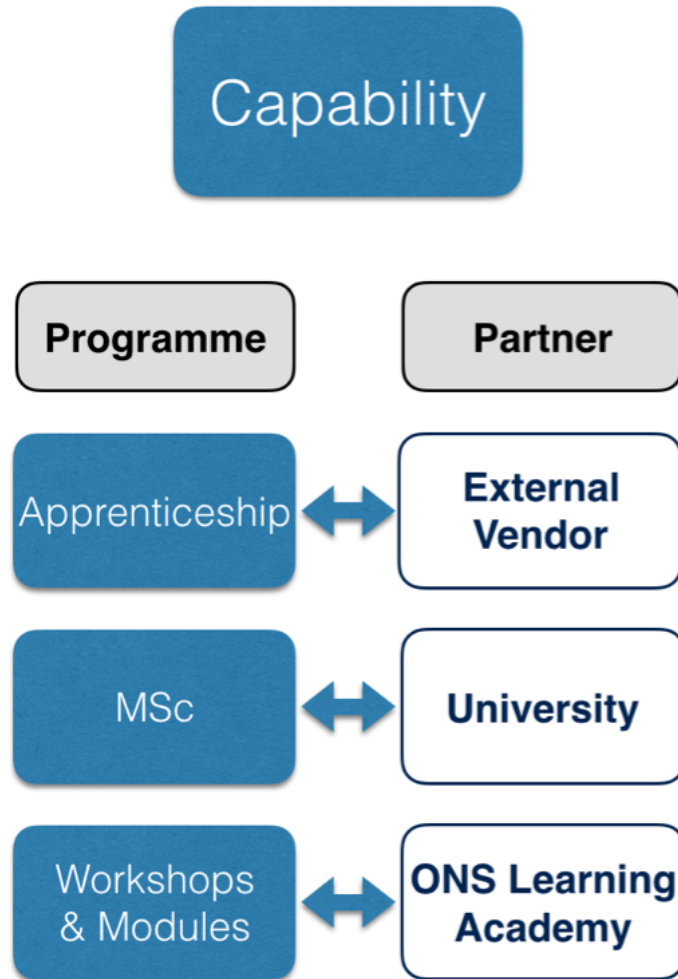 Capability
Programme
Partner
Apprenticeship
External
Vendor
MSc
University
Workshops
& Modules
ONS Learning
Academy